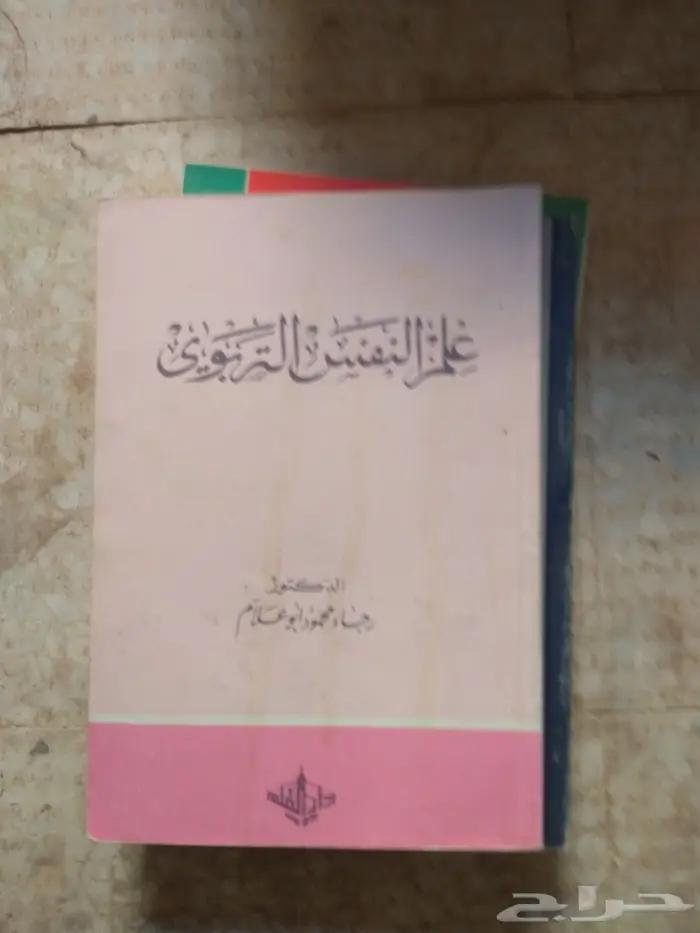 علم النفس التربوي
الدكتور
رجاء محمود أبو علام
دار القلم
حراج